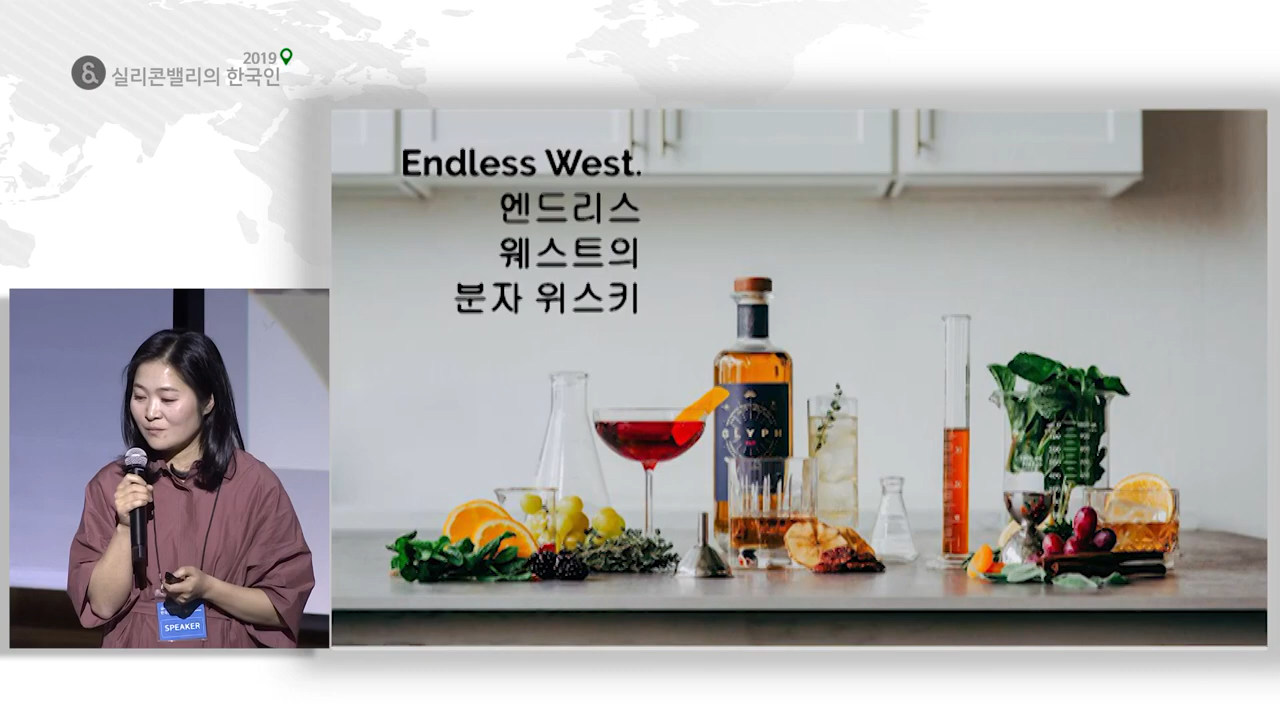 2019
& 실리콘밸리의 한국인
Endless West.
엔드리스
웨스트의
분자 위스키
GLYPH
SPEAKER